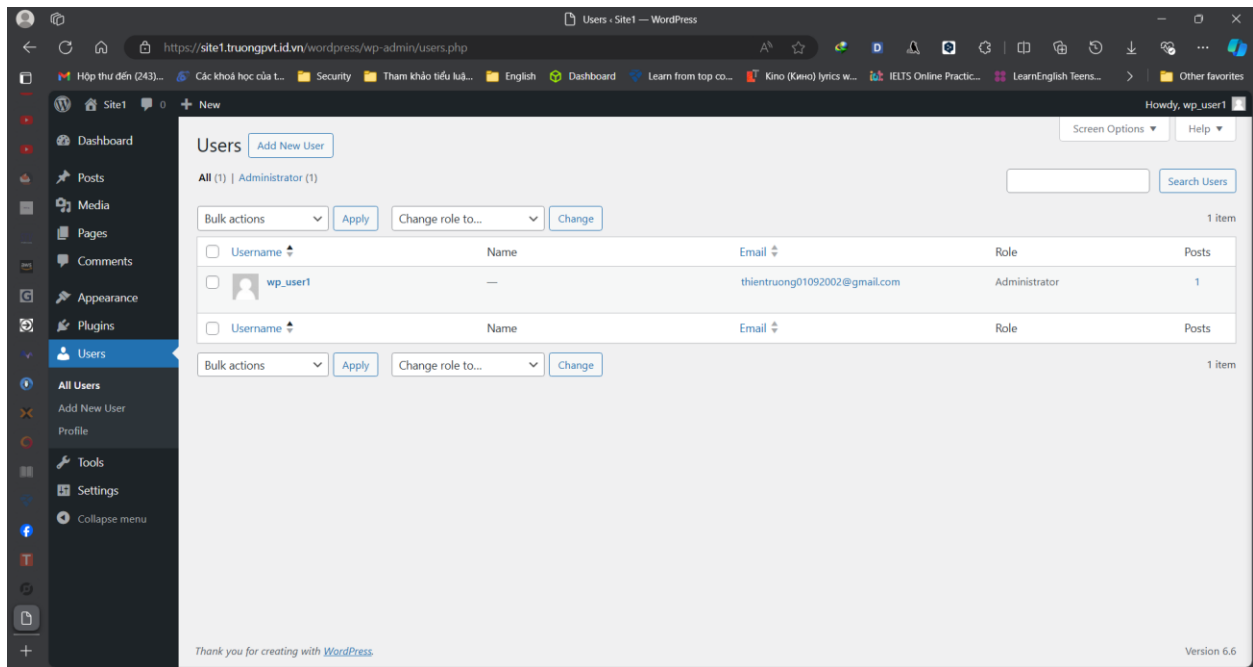 Users ‹ Site1 — WordPress
https://site1.truongpvt.id.vn/wordpress/wp-admin/users.php
Hộp thư đến (243)... Các khoá học của t... Security Tham khảo tiểu luậ... English Dashboard Learn from top co... Kino (Кино) lyrics w... IELTS Online Practic... LearnEnglish Teens... Other favorites
Site1 0 + New Howdy, wp_user1
Screen Options Help
Dashboard
Posts
Media
Pages
Comments
Appearance
Plugins
Users
All Users
Add New User
Profile
Tools
Settings
Collapse menu
Users Add New User
All (1) | Administrator (1)
Search Users
Bulk actions Apply Change role to... Change 1 item
Username Name Email Role Posts
wp_user1 — thientruong01092002@gmail.com Administrator 1
Username Name Email Role Posts
Bulk actions Apply Change role to... Change 1 item
Thank you for creating with WordPress. Version 6.6